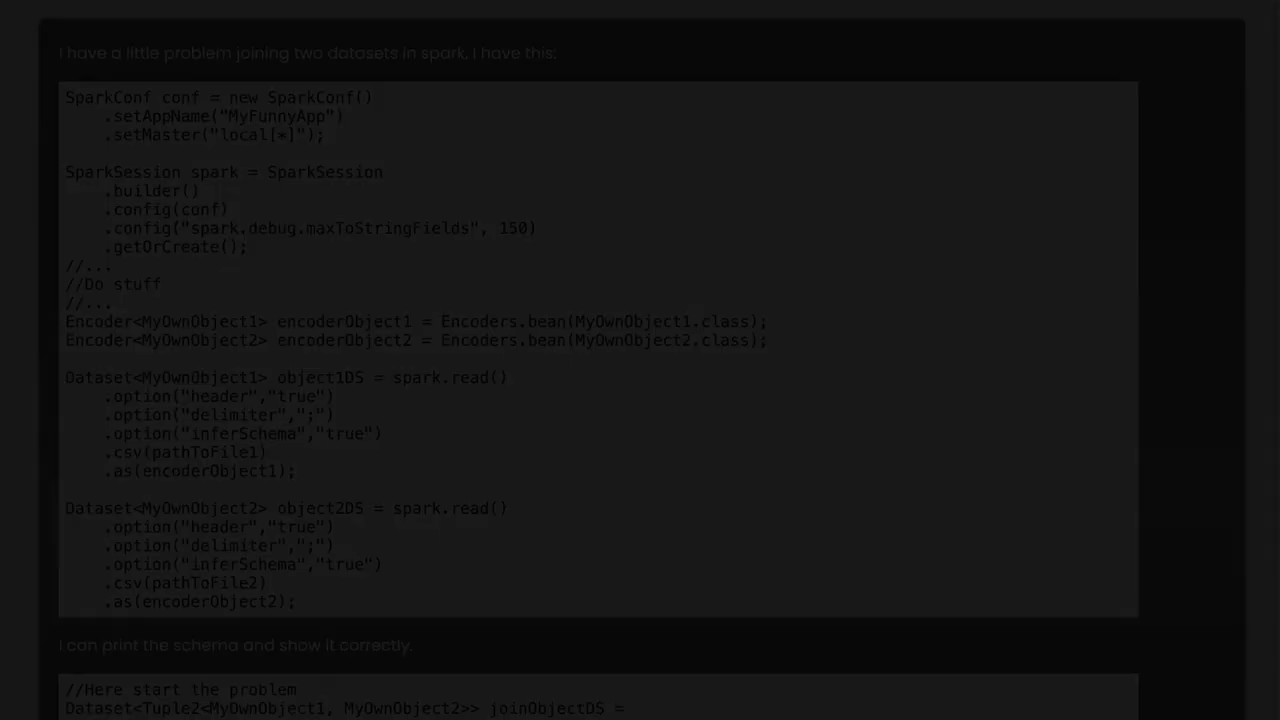 I have a little problem joining two datasets in spark, I have this:
SparkConf conf = new SparkConf()
    .setAppName("MyFunnyApp")
    .setMaster("local[*]");
SparkSession spark = SparkSession
    .builder()
    .config(conf)
    .config("spark.debug.maxToStringFields", 150)
    .getOrCreate();
//...
//Do stuff
//...
Encoder<MyOwnObject1> encoderObject1 = Encoders.bean(MyOwnObject1.class);
Encoder<MyOwnObject2> encoderObject2 = Encoders.bean(MyOwnObject2.class);
Dataset<MyOwnObject1> object1DS = spark.read()
    .option("header","true")
    .option("delimiter",";")
    .option("inferSchema","true")
    .csv(pathToFile1)
    .as(encoderObject1);
Dataset<MyOwnObject2> object2DS = spark.read()
    .option("header","true")
    .option("delimiter",";")
    .option("inferSchema","true")
    .csv(pathToFile2)
    .as(encoderObject2);
I can print the schema and show it correctly.
//Here start the problem
Dataset<Tuple2<MyOwnObject1, MyOwnObject2>> joinObjectDS =